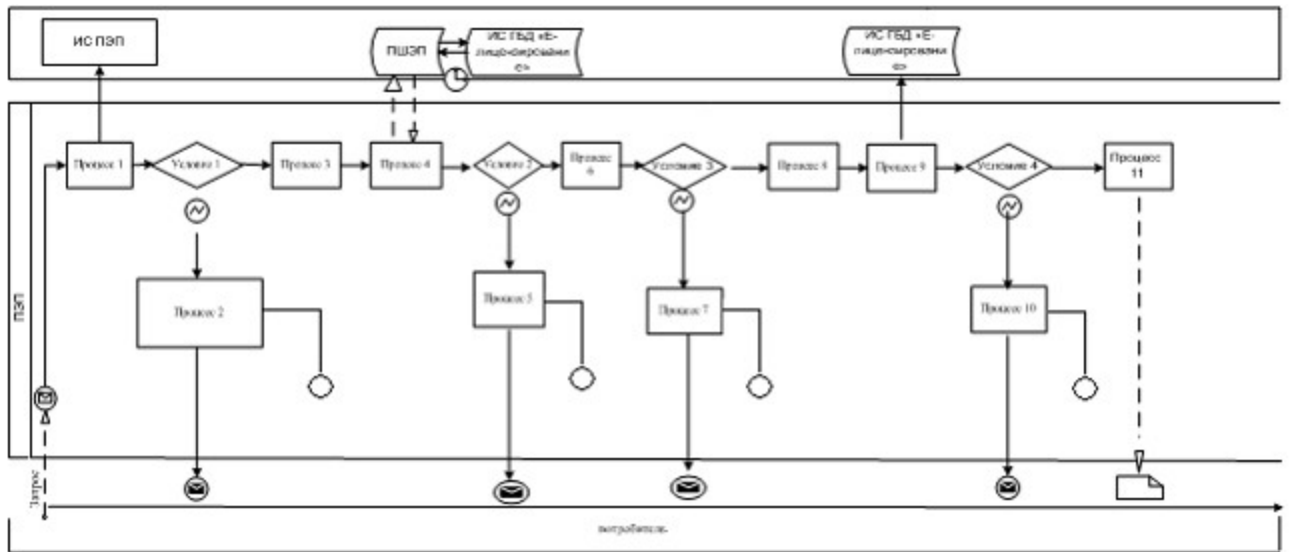 ИС ПЭП
ПШЭП
ИС ГБД «Е-
лицензировани
е»
ИС ГБД «Е-
лицензировани
е»
Процесс 1
Условие 1
Процесс 3
Процесс 4
Условие 2
Процесс
6
Условие 3
Процесс 8
Процесс 9
Условие 4
Процесс
11
Процесс 2
Процесс 5
Процесс 7
Процесс 10
ПЭП
Запрос
потребитель